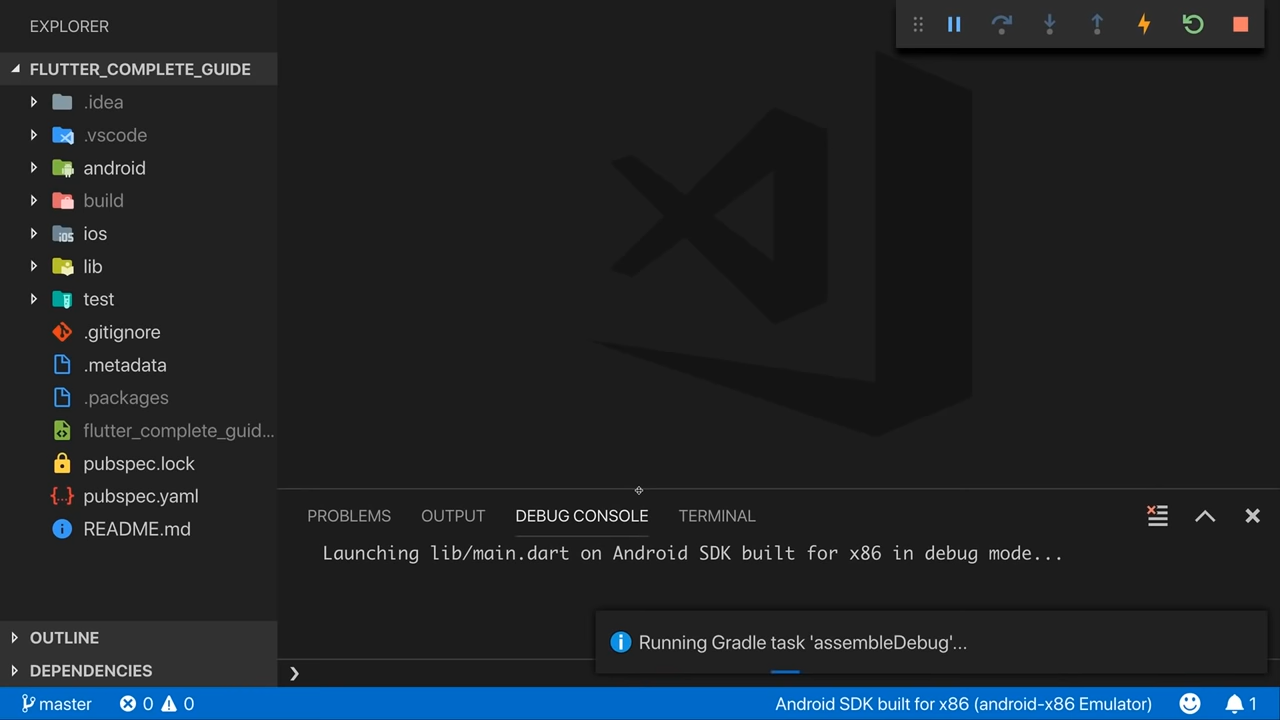 EXPLORER
FLUTTER_COMPLETE_GUIDE
.idea
.vscode
android
build
ios
lib
test
.gitignore
.metadata
.packages
flutter_complete_guid...
pubspec.lock
pubspec.yaml
README.md
OUTLINE
DEPENDENCIES
PROBLEMS OUTPUT DEBUG CONSOLE TERMINAL
Launching lib/main.dart on Android SDK built for x86 in debug mode...
Running Gradle task 'assembleDebug'...
master 0 0 Android SDK built for x86 (android-x86 Emulator) 1